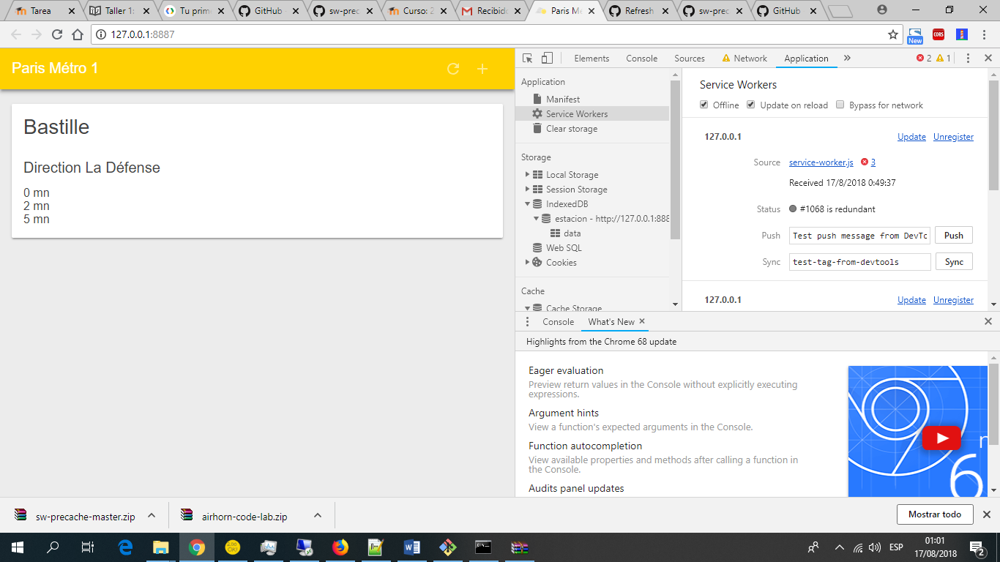 Tarea
Taller 1:
Tu prim
GitHub
sw-prec
Curso: 2
Recibido
Paris Mé
Refresh
sw-prec
GitHub
127.0.0.1:8887
New
CORS
Paris Métro 1
Bastille
Direction La Défense
0 mn
2 mn
5 mn
Elements
Console
Sources
Network
Application
2
1
Application
Manifest
Service Workers
Clear storage
Storage
Local Storage
Session Storage
IndexedDB
estacion - http://127.0.0.1:888
data
Web SQL
Cookies
Cache
Cache Storage
Service Workers
Offline
Update on reload
Bypass for network
127.0.0.1
Update
Unregister
Source
service-worker.js
3
Received 17/8/2018 0:49:37
Status
#1068 is redundant
Push
Test push message from DevTo
Push
Sync
test-tag-from-devtools
Sync
127.0.0.1
Update
Unregister
Console
What's New
Highlights from the Chrome 68 update
Eager evaluation
Preview return values in the Console without explicitly executing
expressions.
Argument hints
View a function's expected arguments in the Console.
Function autocompletion
View available properties and methods after calling a function in
the Console.
Audits panel updates
6
sw-precache-master.zip
airhorn-code-lab.zip
Mostrar todo
ESP
01:01
17/08/2018
2